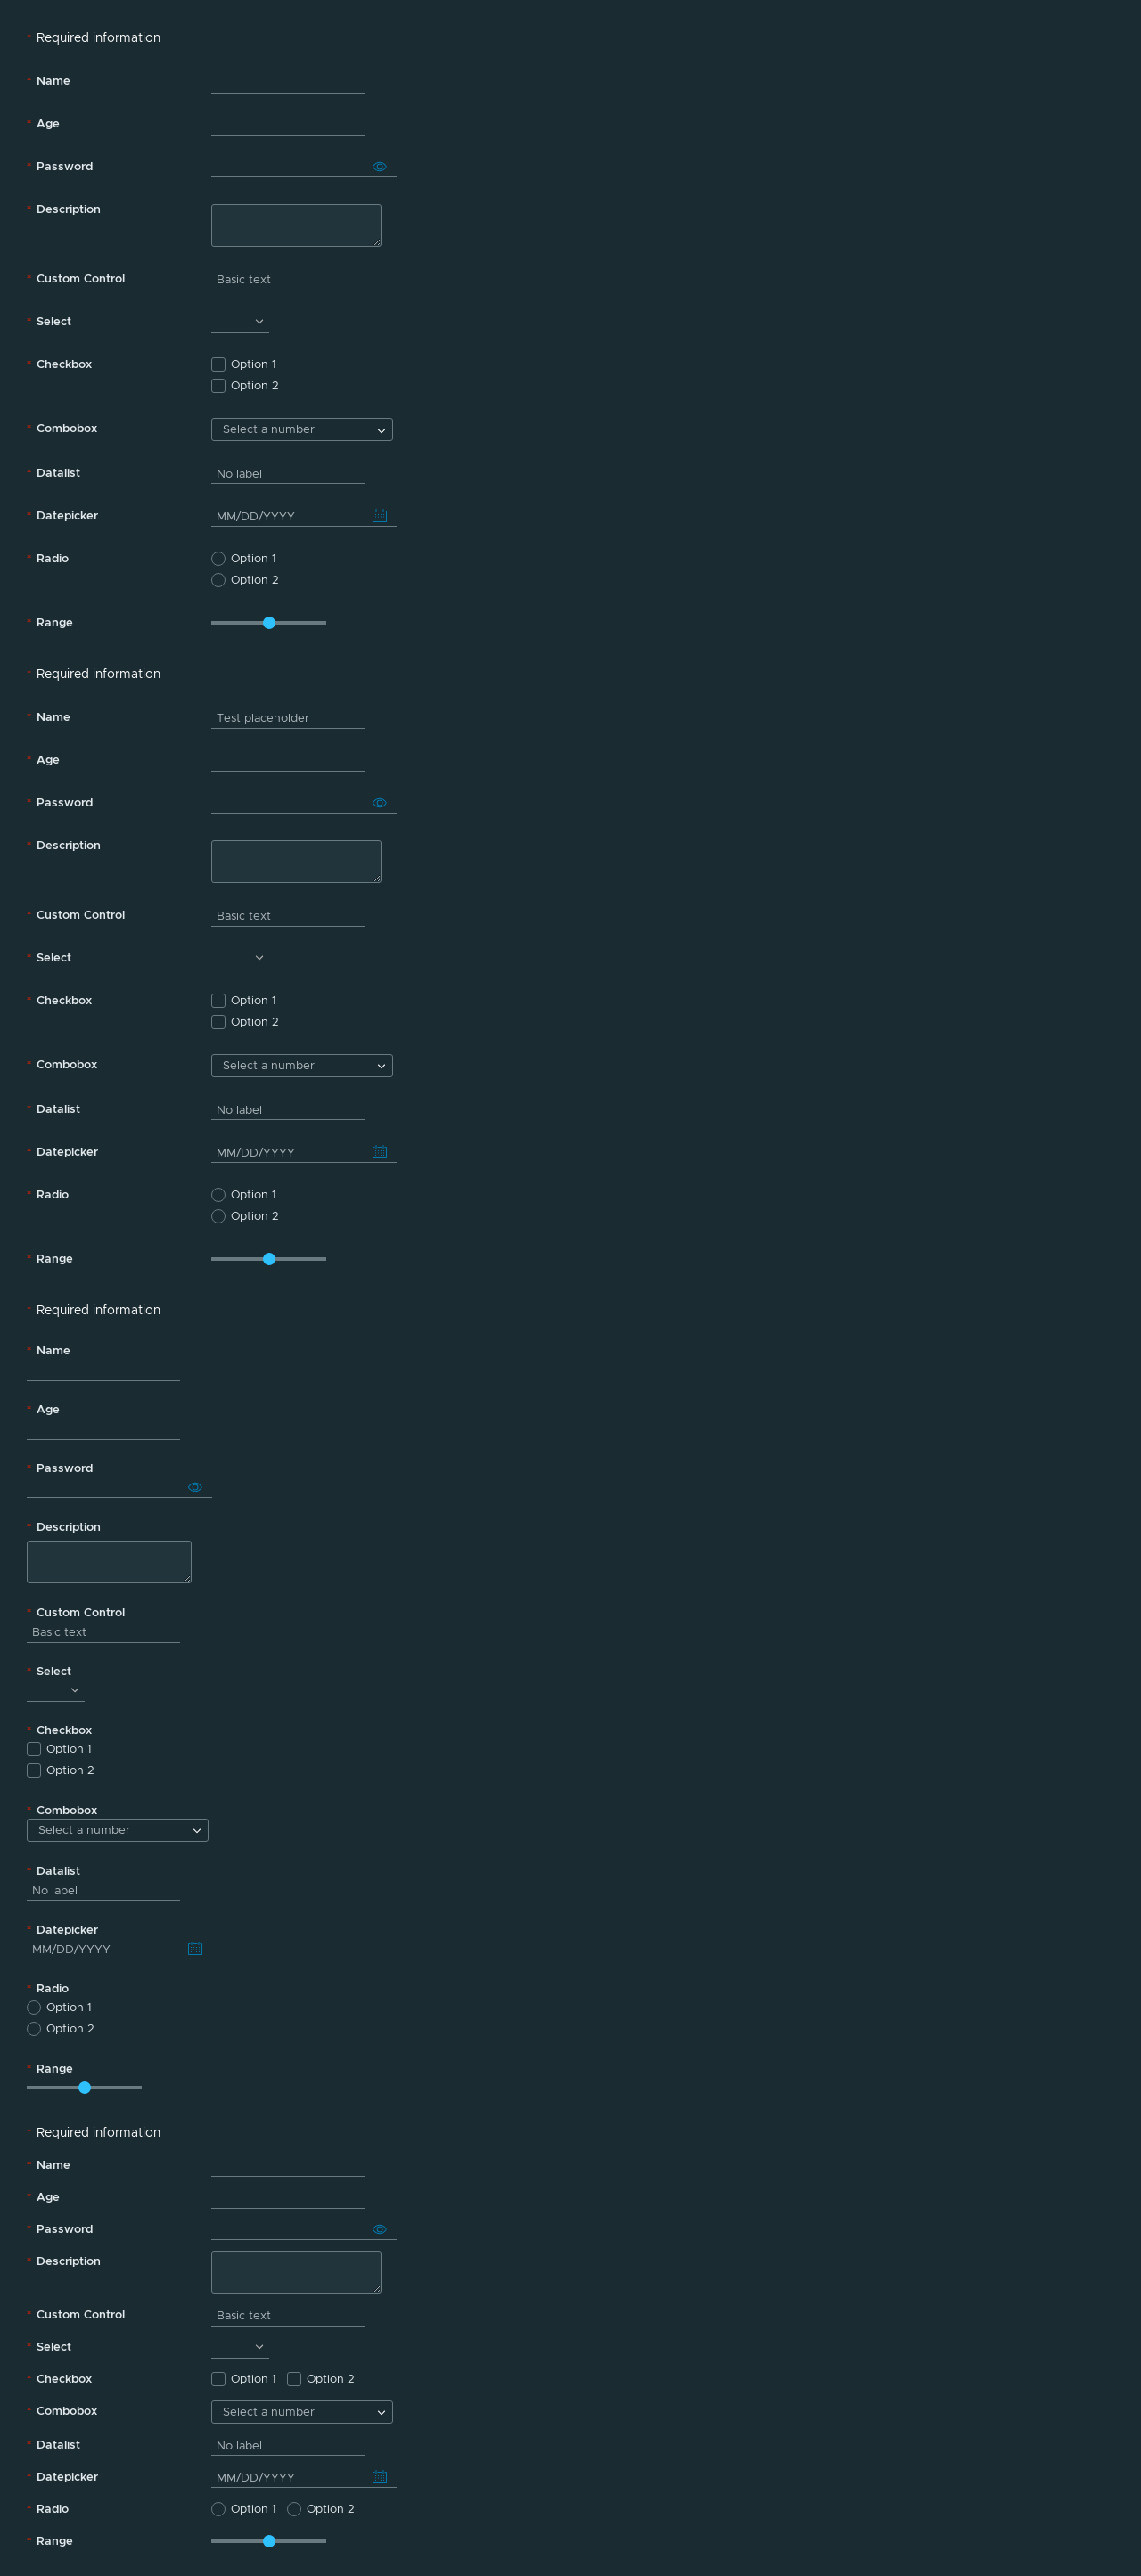 * Required information
* Name
* Age
* Password
* Description
* Custom Control Basic text
* Select
* Checkbox Option 1
Option 2
* Combobox Select a number
* Datalist No label
* Datepicker MM/DD/YYYY
* Radio Option 1
Option 2
* Range
* Required information
* Name Test placeholder
* Age
* Password
* Description
* Custom Control Basic text
* Select
* Checkbox Option 1
Option 2
* Combobox Select a number
* Datalist No label
* Datepicker MM/DD/YYYY
* Radio Option 1
Option 2
* Range
* Required information
* Name
* Age
* Password
* Description
* Custom Control
Basic text
* Select
* Checkbox
Option 1
Option 2
* Combobox
Select a number
* Datalist
No label
* Datepicker
MM/DD/YYYY
* Radio
Option 1
Option 2
* Range
* Required information
* Name
* Age
* Password
* Description
* Custom Control Basic text
* Select
* Checkbox Option 1 Option 2
* Combobox Select a number
* Datalist No label
* Datepicker MM/DD/YYYY
* Radio Option 1 Option 2
* Range